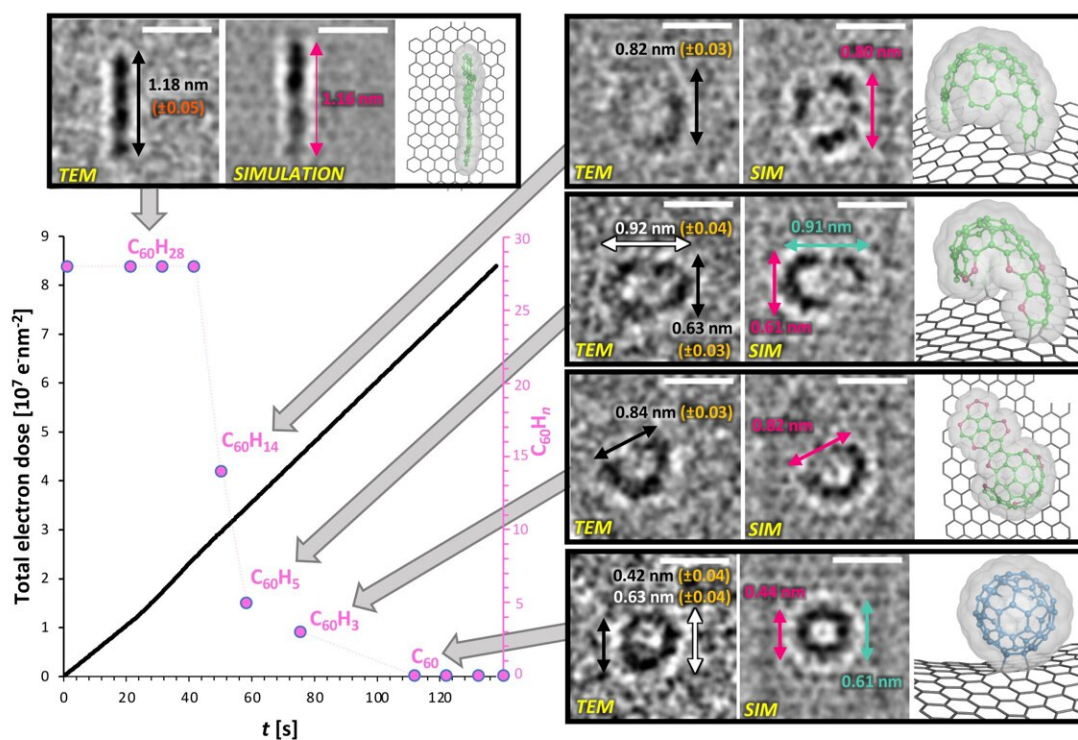 1.18 nm
(±0.05)
1.16 nm
TEM
SIMULATION
0.82 nm (±0.03)
0.80 nm
TEM
SIM
0.92 nm (±0.04)
0.91 nm
0.63 nm
(±0.03)
0.61 nm
TEM
SIM
0.84 nm (±0.03)
0.82 nm
TEM
SIM
0.42 nm (±0.04)
0.63 nm (±0.04)
0.44 nm
0.61 nm
TEM
SIM
Total electron dose [10⁷ e⁻nm⁻²]
9
8
7
6
5
4
3
2
1
0
C₆₀H₂₈
C₆₀H₁₄
C₆₀H₅
C₆₀H₃
C₆₀
30
25
20
15
10
5
0
C₆₀Hₙ
0 20 40 60 80 100 120
t [s]